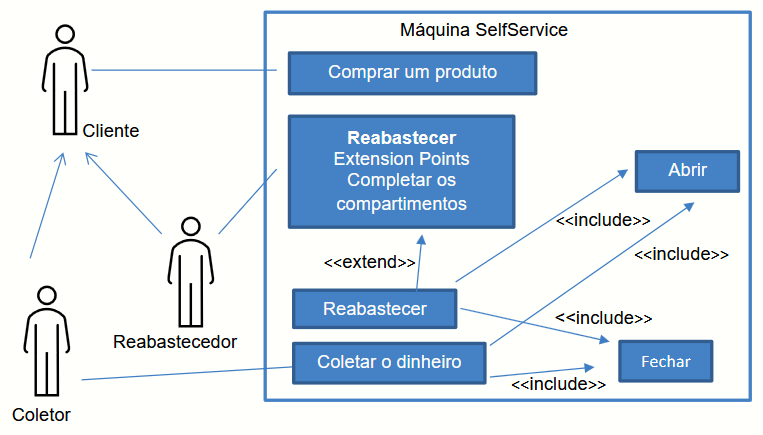 Máquina SelfService
Comprar um produto
Cliente
Reabastecer
Extension Points
Completar os
compartimentos
Abrir
<<include>>
<<include>>
<<extend>>
Reabastecer
<<include>>
Reabastecedor
Coletar o dinheiro
Fechar
<<include>>
Coletor